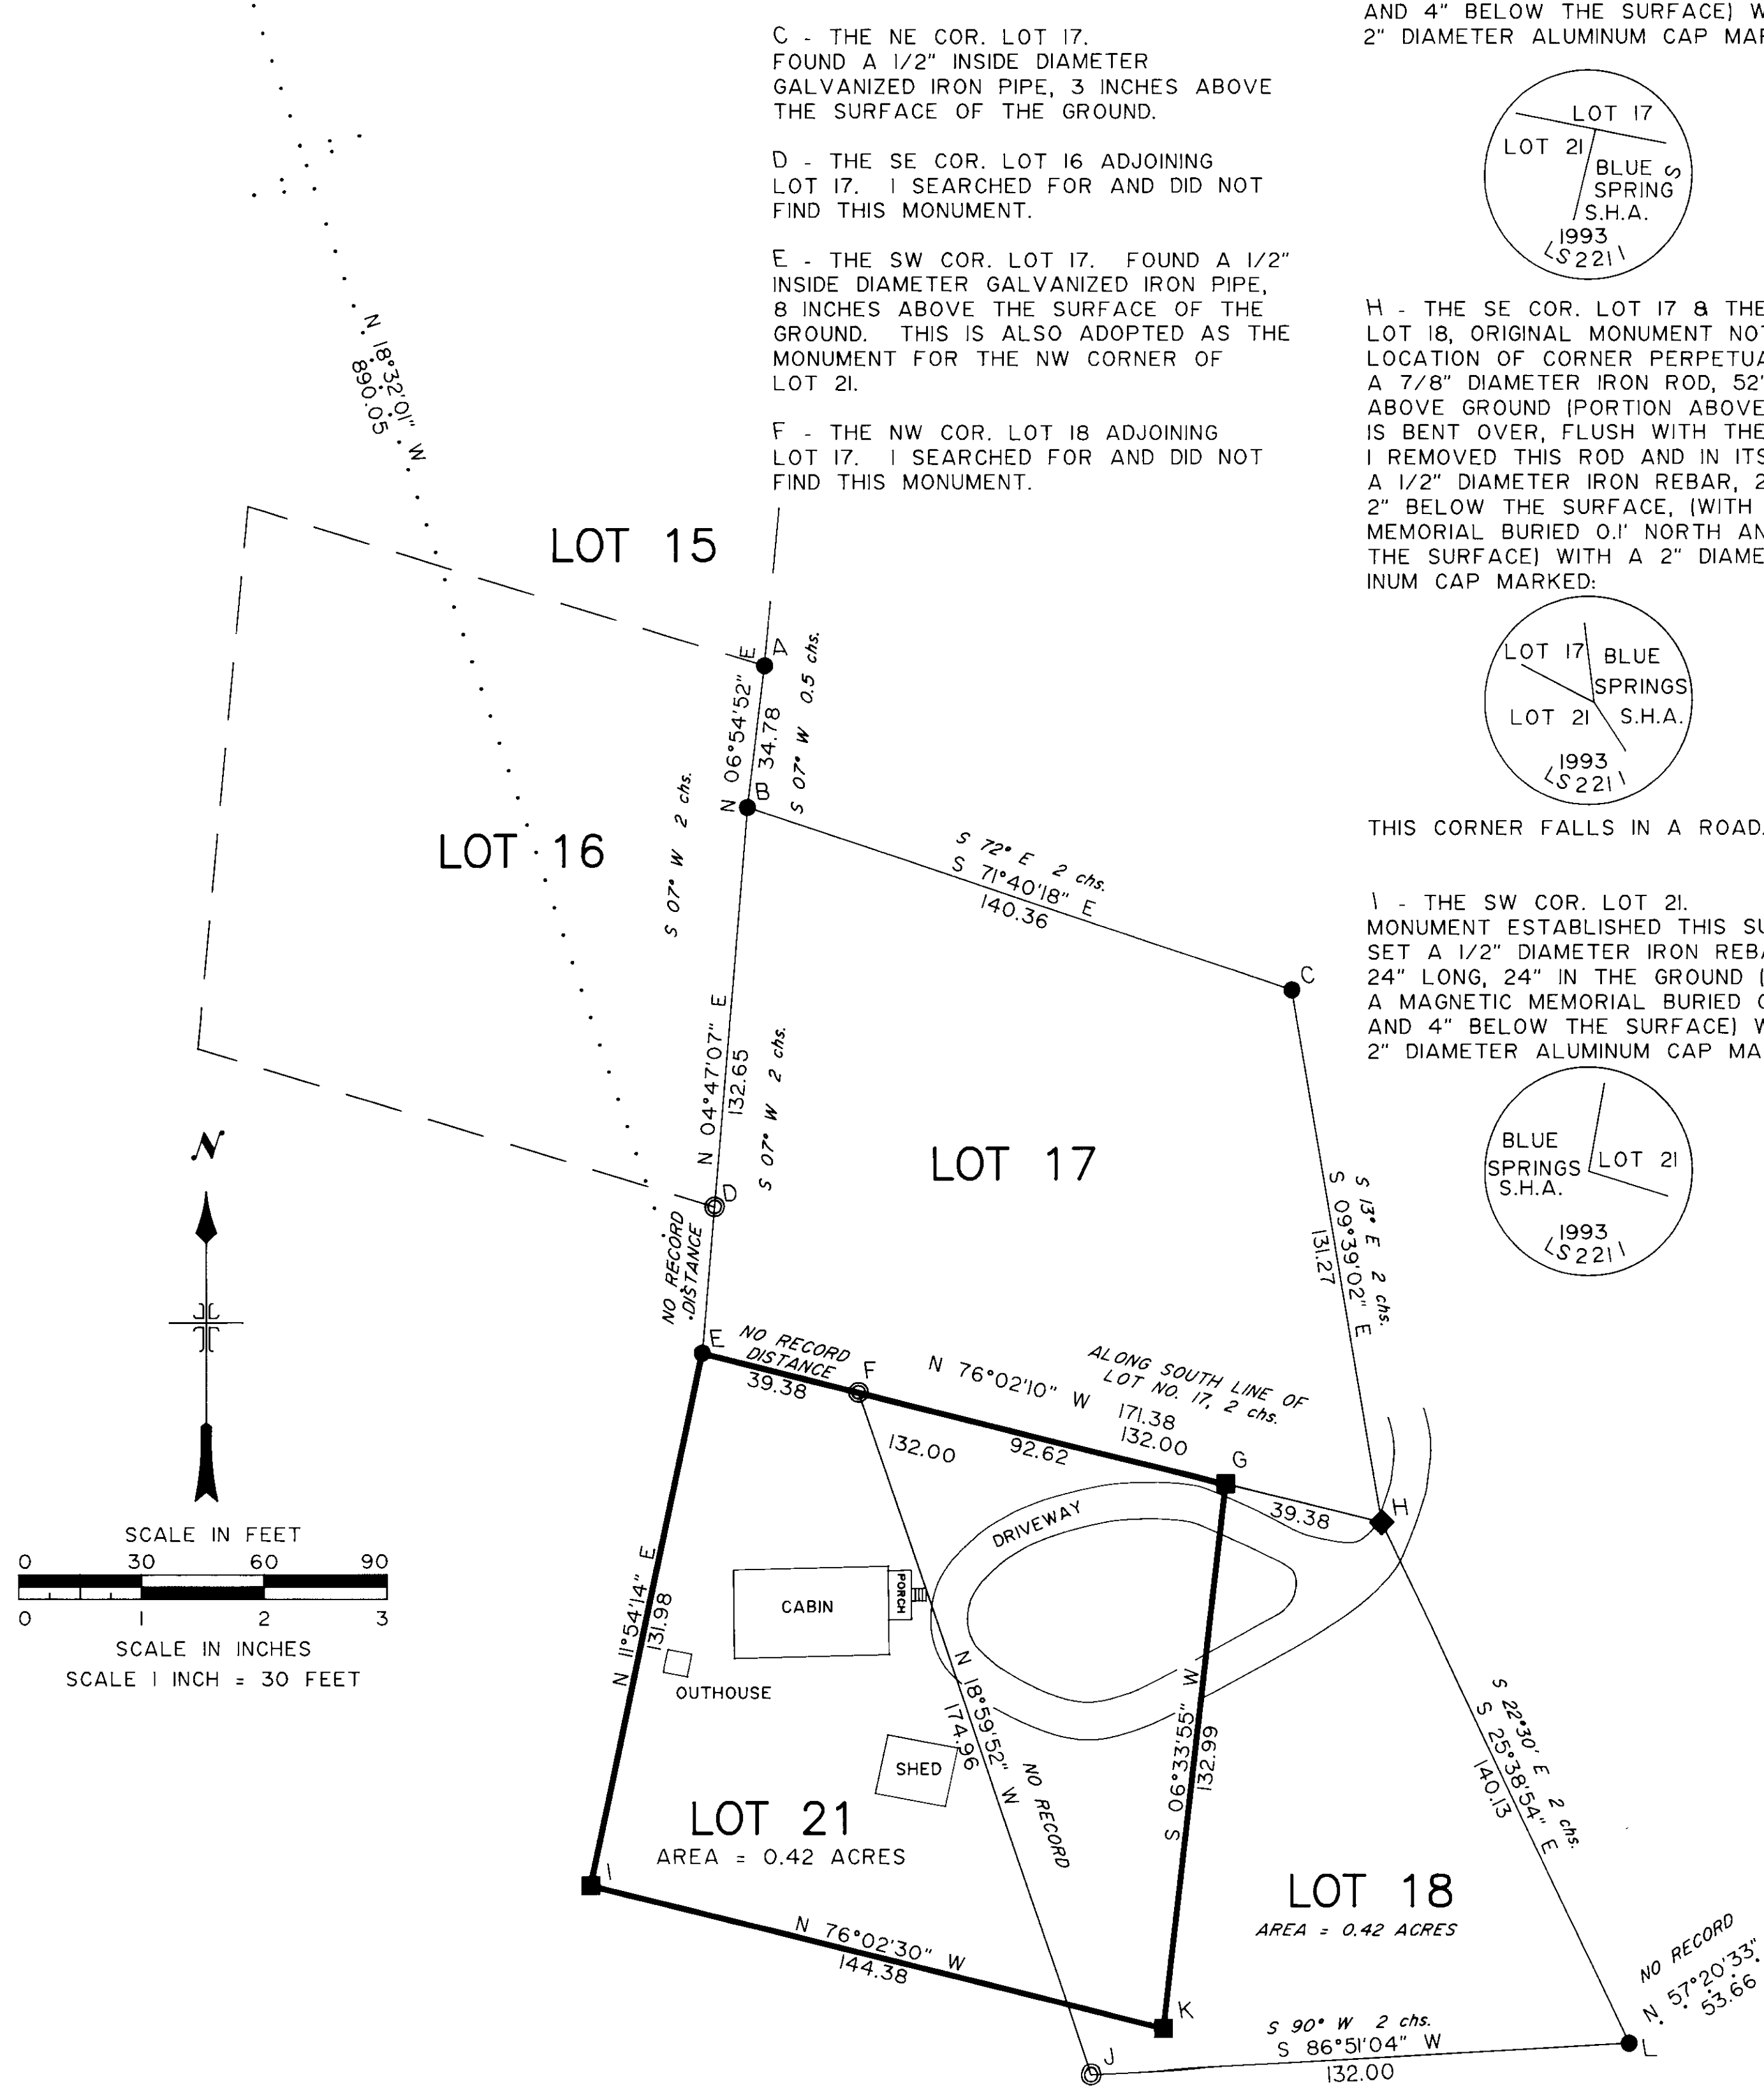 C - THE NE COR. LOT 17.
FOUND A 1/2" INSIDE DIAMETER
GALVANIZED IRON PIPE, 3 INCHES ABOVE
THE SURFACE OF THE GROUND.
D - THE SE COR. LOT 16 ADJOINING
LOT 17. I SEARCHED FOR AND DID NOT
FIND THIS MONUMENT.
E - THE SW COR. LOT 17. FOUND A 1/2"
INSIDE DIAMETER GALVANIZED IRON PIPE,
8 INCHES ABOVE THE SURFACE OF THE
GROUND. THIS IS ALSO ADOPTED AS THE
MONUMENT FOR THE NW CORNER OF
LOT 21.
F - THE NW COR. LOT 18 ADJOINING
LOT 17. I SEARCHED FOR AND DID NOT
FIND THIS MONUMENT.
AND 4" BELOW THE SURFACE)
2" DIAMETER ALUMINUM CAP
LOT 17
LOT 21
BLUE
SPRINGS
S.H.A.
1993
LS 2211
H - THE SE COR. LOT 17 & THE
LOT 18, ORIGINAL MONUMENT
LOCATION OF CORNER
A 7/8" DIAMETER IRON ROD, 52"
ABOVE GROUND (PORTION ABOVE
IS BENT OVER, FLUSH WITH THE
I REMOVED THIS ROD AND IN ITS
A 1/2" DIAMETER IRON REBAR,
2" BELOW THE SURFACE, (WITH
MEMORIAL BURIED 0.1' NORTH
THE SURFACE) WITH A 2"
INUM CAP MARKED:
LOT 17
BLUE
SPRINGS
LOT 21
S.H.A.
1993
LS 2211
THIS CORNER FALLS IN A ROAD.
I - THE SW COR. LOT 21.
MONUMENT ESTABLISHED THIS
SET A 1/2" DIAMETER IRON
24" LONG, 24" IN THE GROUND
A MAGNETIC MEMORIAL BURIED
AND 4" BELOW THE SURFACE)
2" DIAMETER ALUMINUM CAP
BLUE
SPRINGS
S.H.A.
LOT 21
1993
LS 2211
N 18°32'01" W
890.05
LOT 15
A
N 06°54'52" E
34.78
S 07° W 0.5 chs.
B
S 07° W 2 chs.
LOT 16
S 72° E 2 chs.
S 71°40'18" E
140.36
C
N 04°47'07" E
132.65
S 07° W 2 chs.
LOT 17
N
D
NO RECORD
DISTANCE
S 13° E 2 chs.
S 09°39'02" E
131.27
E
NO RECORD
DISTANCE
39.38
F
N 76°02'10" W
ALONG SOUTH LINE OF
LOT NO. 17, 2 chs.
171.38
132.00
132.00
92.62
G
39.38
H
DRIVEWAY
SCALE IN FEET
0 30 60 90
0 1 2 3
SCALE IN INCHES
SCALE 1 INCH = 30 FEET
N 11°54'14" E
131.98
CABIN
PORCH
OUTHOUSE
SHED
N 18°59'52" W
174.96
NO RECORD
S 06°33'55" W
132.99
S 22°30' E 2 chs.
S 25°38'54" E
140.13
LOT 21
AREA = 0.42 ACRES
I
LOT 18
AREA = 0.42 ACRES
N 76°02'30" W
144.38
K
J
S 90° W 2 chs.
S 86°51'04" W
132.00
L
NO RECORD
N. 57°20'33"
53.66